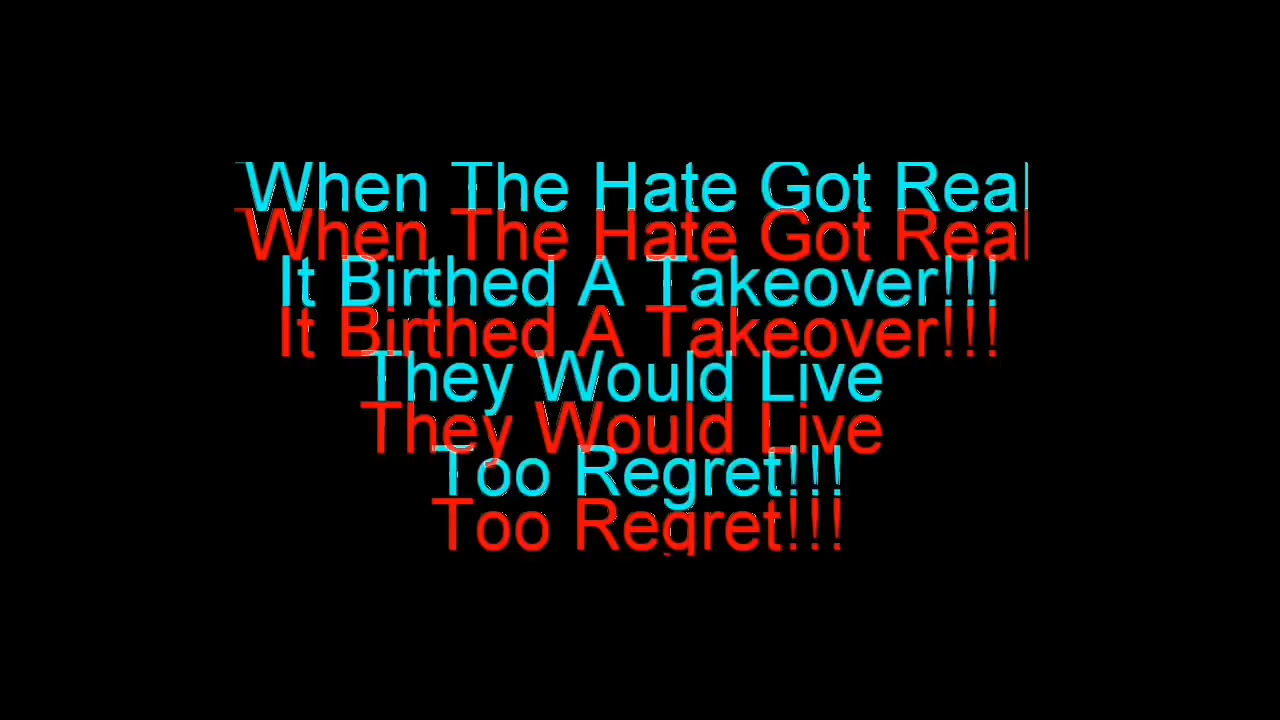 When The Hate Got Real
When The Hate Got Real
It Birthed A Takeover!!!
It Birthed A Takeover!!!
They Would Live
They Would Live
Too Regret!!!
Too Regret!!!